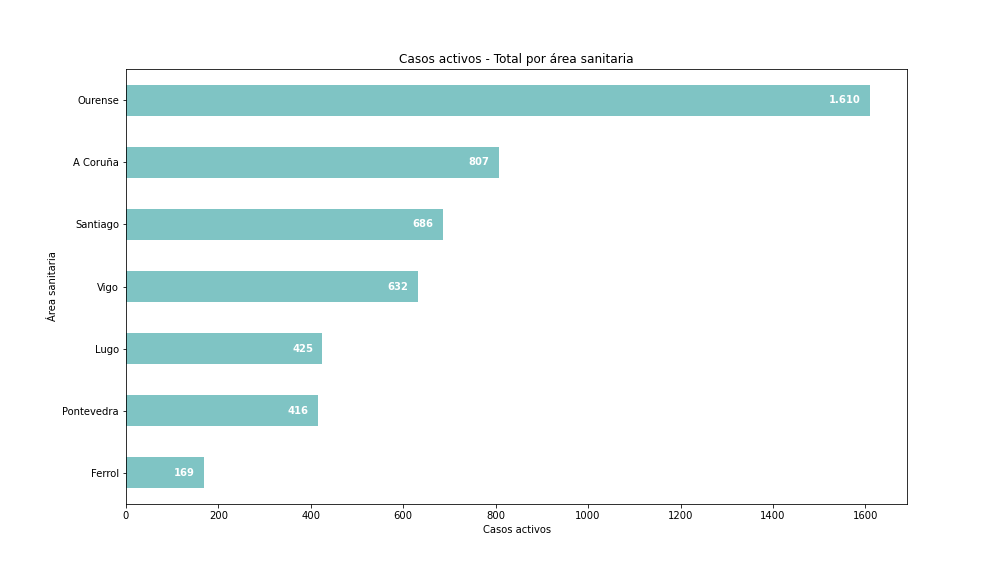 Casos activos - Total por área sanitaria
Ourense
1.610
A Coruña
807
Santiago
686
Vigo
632
Lugo
425
Pontevedra
416
Ferrol
169
Área sanitaria
0 200 400 600 800 1000 1200 1400 1600
Casos activos